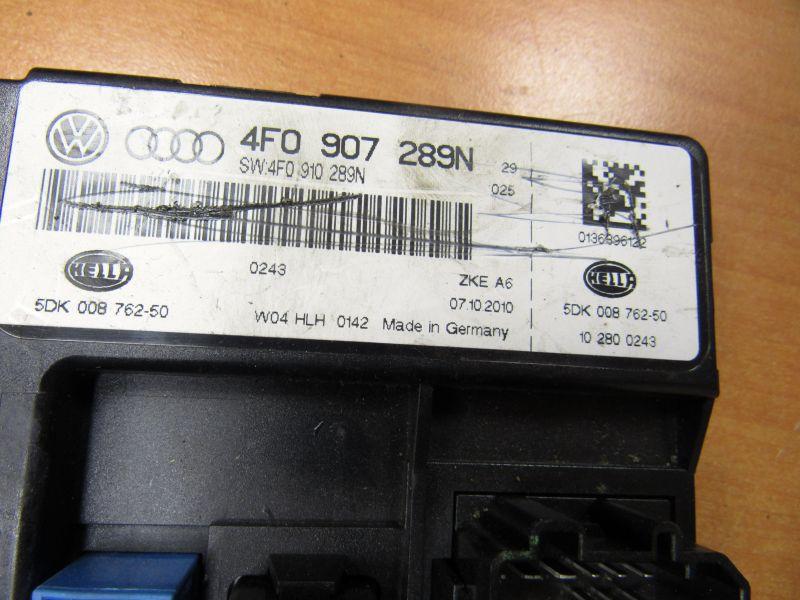 4F0 907 289N
SW:4F0 910 289N
29
025
0136896122
HELLA
0243
ZKE A6
HELLA
5DK 008 762-50
07.10.2010
5DK 008 762-50
W04 HLH 0142 Made in Germany
10 280 0243